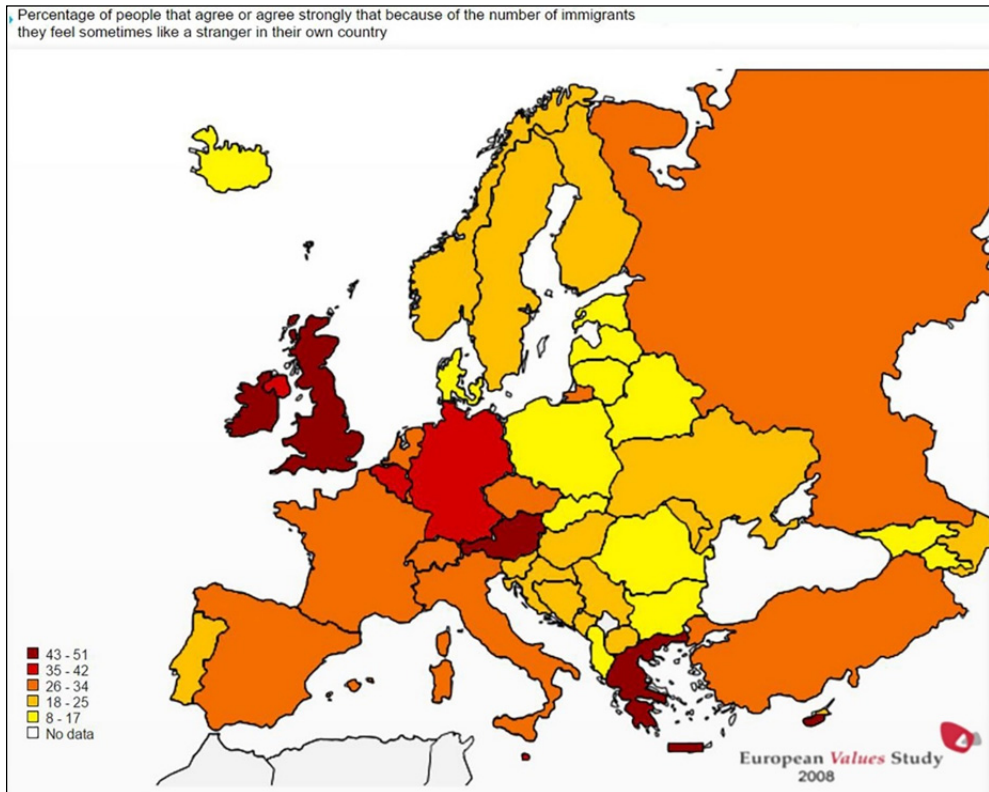 Percentage of people that agree or agree strongly that because of the number of immigrants
they feel sometimes like a stranger in their own country
43 - 51
35 - 42
26 - 34
18 - 25
8 - 17
No data
European Values Study
2008